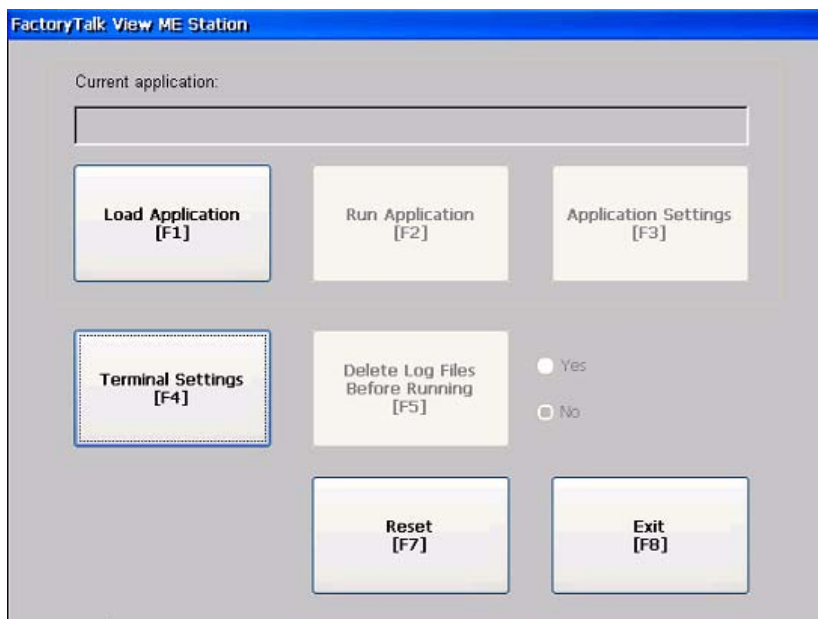 FactoryTalk View ME Station
Current application:
Load Application
[F1]
Run Application
[F2]
Application Settings
[F3]
Terminal Settings
[F4]
Delete Log Files
Before Running
[F5]
Yes
No
Reset
[F7]
Exit
[F8]